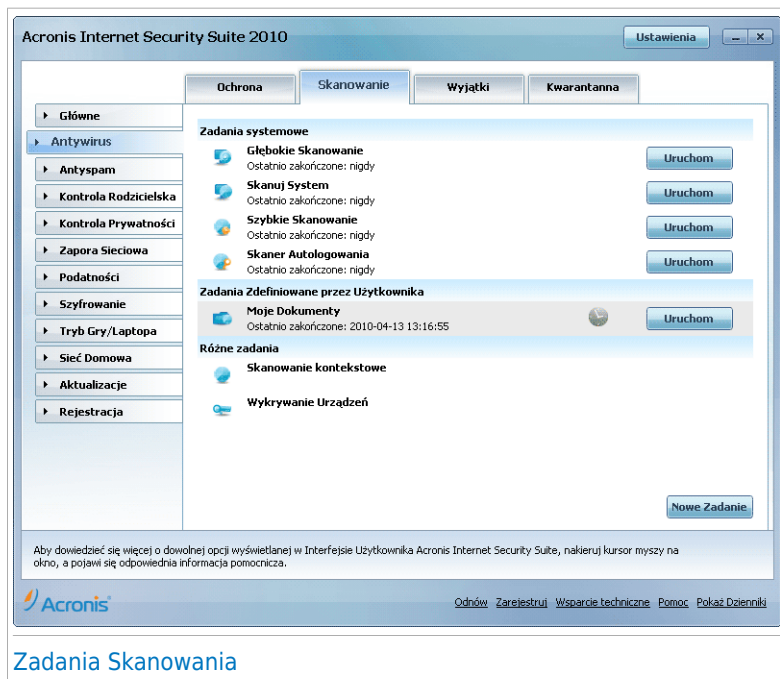 Acronis Internet Security Suite 2010
Ustawienia
Ochrona
Skanowanie
Wyjątki
Kwarantanna
Główne
Antywirus
Antyspam
Kontrola Rodzicielska
Kontrola Prywatności
Zapora Sieciowa
Podatności
Szyfrowanie
Tryb Gry/Laptopa
Sieć Domowa
Aktualizacje
Rejestracja
Zadania systemowe
Głębokie Skanowanie
Ostatnio zakończone: nigdy
Uruchom
Skanuj System
Ostatnio zakończone: nigdy
Uruchom
Szybkie Skanowanie
Ostatnio zakończone: nigdy
Uruchom
Skaner Autologowania
Ostatnio zakończone: nigdy
Uruchom
Zadania Zdefiniowane przez Użytkownika
Moje Dokumenty
Ostatnio zakończone: 2010-04-13 13:16:55
Uruchom
Różne zadania
Skanowanie kontekstowe
Wykrywanie Urządzeń
Nowe Zadanie
Aby dowiedzieć się więcej o dowolnej opcji wyświetlanej w Interfejsie Użytkownika Acronis Internet Security Suite, nakieruj kursor myszy na
okno, a pojawi się odpowiednia informacja pomocnicza.
Acronis
Odnów Zarejestruj Wsparcie techniczne Pomoc Pokaż Dzienniki
Zadania Skanowania